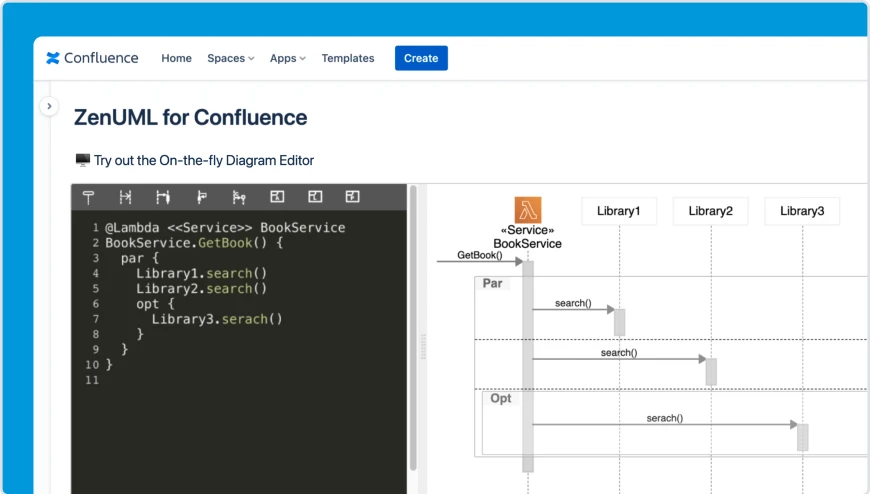 Confluence Home Spaces Apps Templates Create
ZenUML for Confluence
Try out the On-the-fly Diagram Editor
1 @Lambda <<Service>> BookService
2 BookService.GetBook() {
3 par {
4 Library1.search()
5 Library2.search()
6 opt {
7 Library3.serach()
8 }
9 }
10 }
11
«Service»
BookService
Library1
Library2
Library3
GetBook()
Par
search()
search()
Opt
serach()